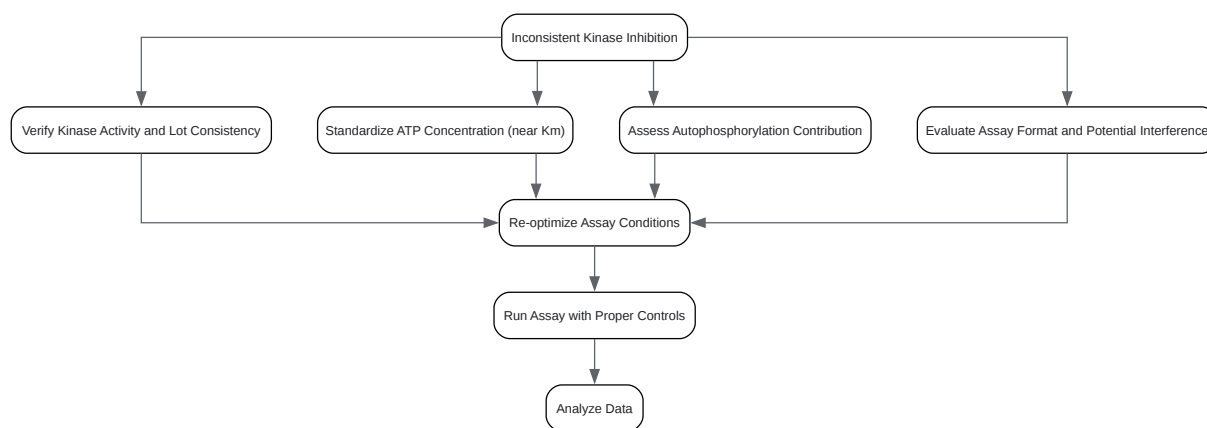 Inconsistent Kinase Inhibition
Verify Kinase Activity and Lot Consistency
Standardize ATP Concentration (near Km)
Assess Autophosphorylation Contribution
Evaluate Assay Format and Potential Interference
Re-optimize Assay Conditions
Run Assay with Proper Controls
Analyze Data